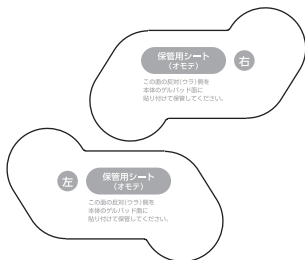 保管用シート
(オモテ)
右
この面の反対(ウラ)側を
本体のゲルパッド面に
貼り付けて保管してください。
左
保管用シート
(オモテ)
この面の反対(ウラ)側を
本体のゲルパッド面に
貼り付けて保管してください。